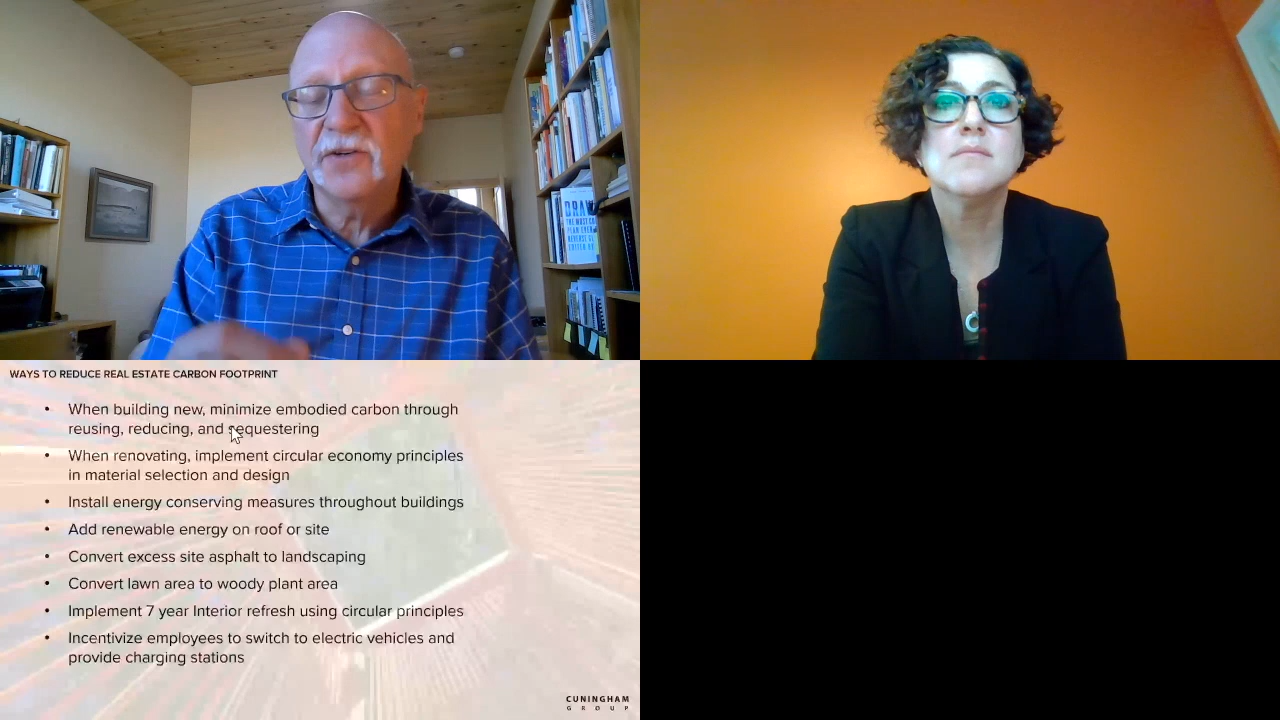 DRAW
WAYS TO REDUCE REAL ESTATE CARBON FOOTPRINT
• When building new, minimize embodied carbon through
reusing, reducing, and sequestering
• When renovating, implement circular economy principles
in material selection and design
• Install energy conserving measures throughout buildings
• Add renewable energy on roof or site
• Convert excess site asphalt to landscaping
• Convert lawn area to woody plant area
• Implement 7 year Interior refresh using circular principles
• Incentivize employees to switch to electric vehicles and
provide charging stations
CUNINGHAM
GROUP